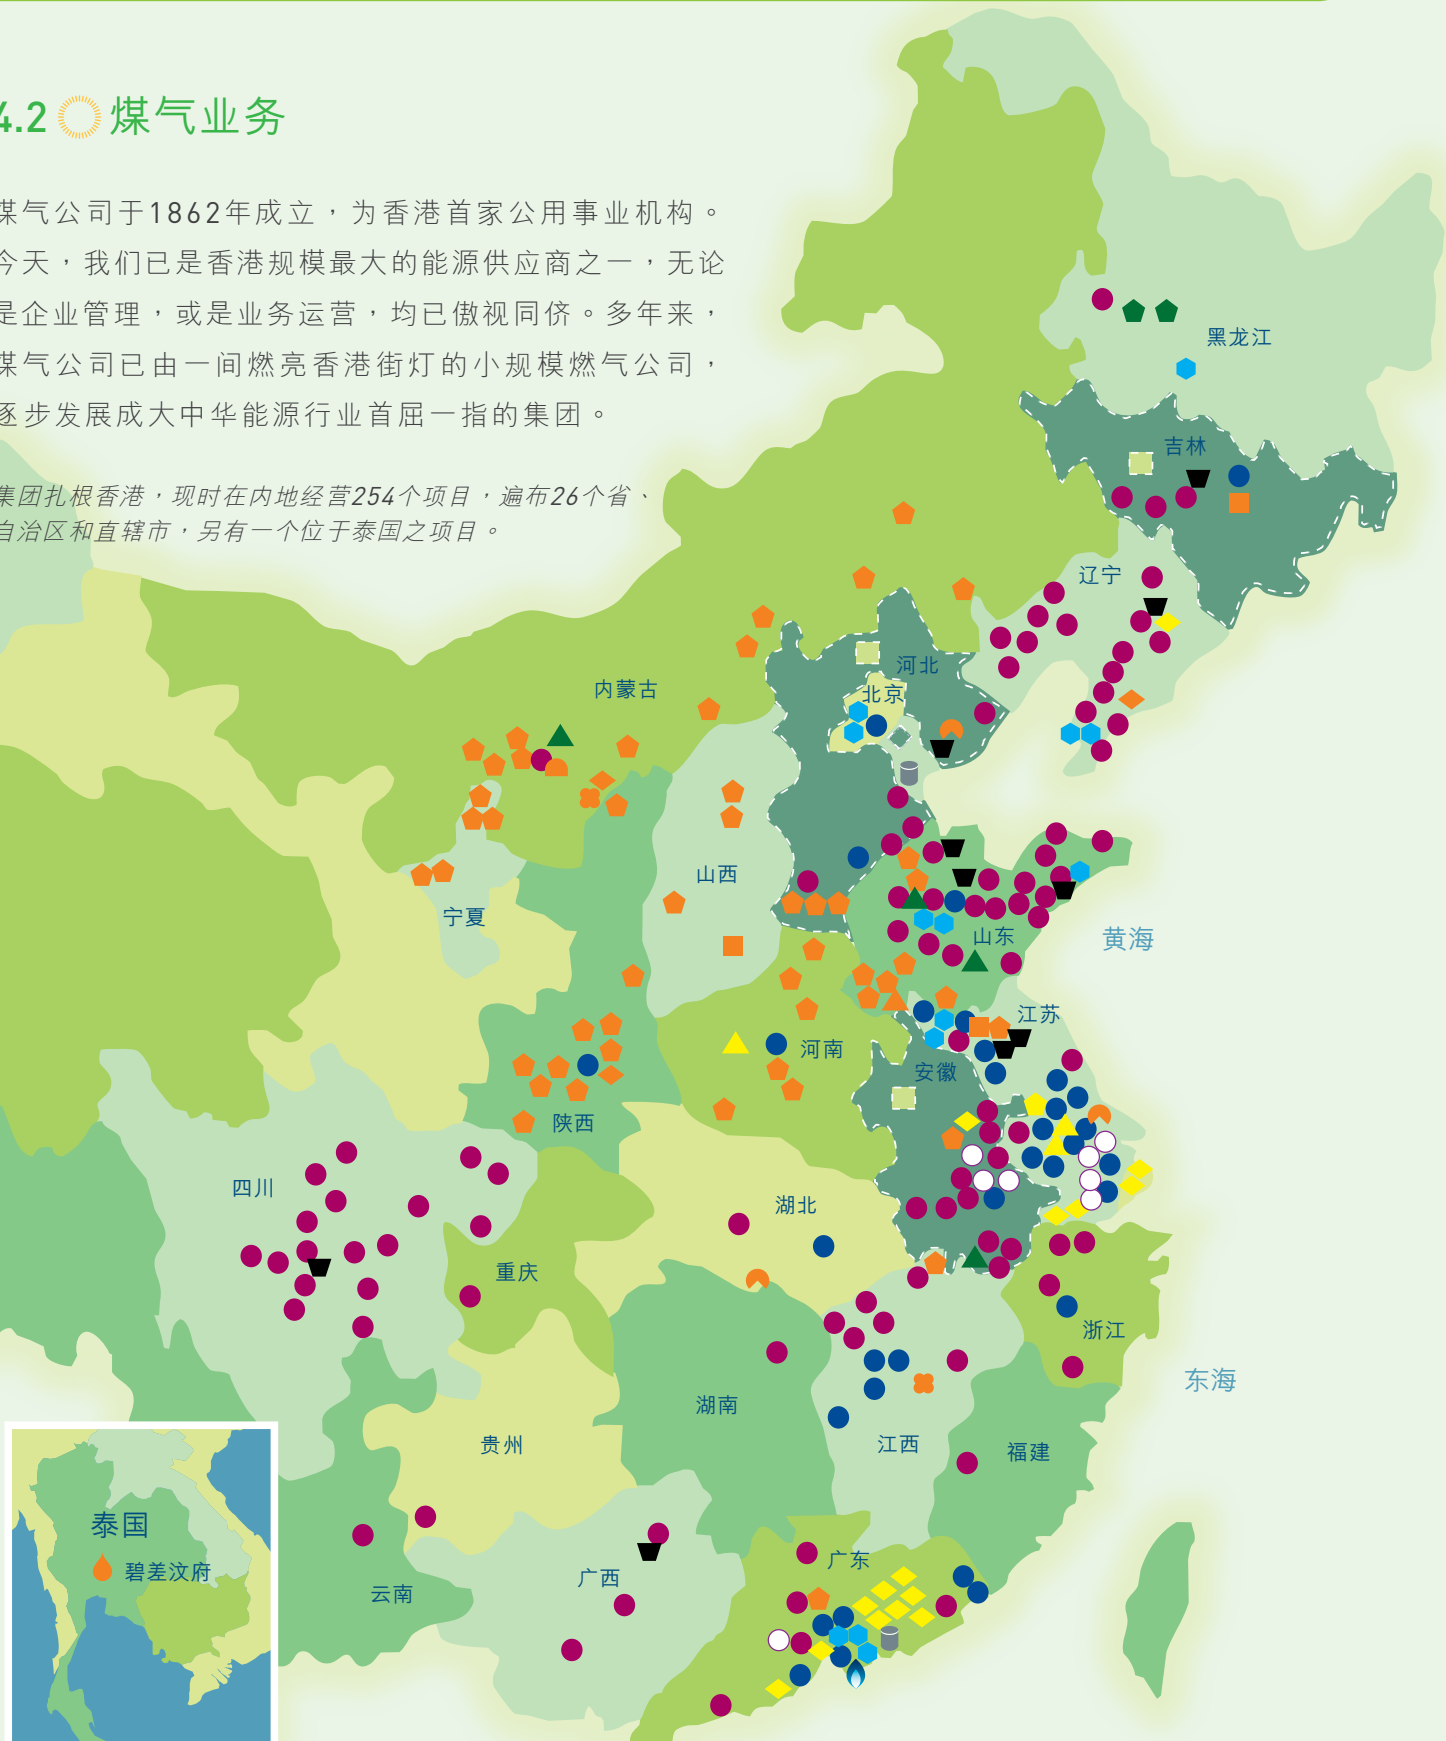 4.2 煤气业务
煤气公司于1862年成立，为香港首家公用事业机构。
今天，我们已是香港规模最大的能源供应商之一，无论
是企业管理，或是业务运营，均已傲视同侪。多年来，
煤气公司已由一间燃亮香港街灯的小规模燃气公司，
逐步发展成大中华能源行业首屈一指的集团。
集团扎根香港，现时在内地经营254个项目，遍布26个省、
自治区和直辖市，另有一个位于泰国之项目。
黑龙江
吉林
辽宁
河北
北京
内蒙古
山西
宁夏
山东
黄海
江苏
河南
安徽
陕西
四川
湖北
重庆
浙江
东海
湖南
贵州
江西
福建
泰国
碧差汶府
广东
广西
云南